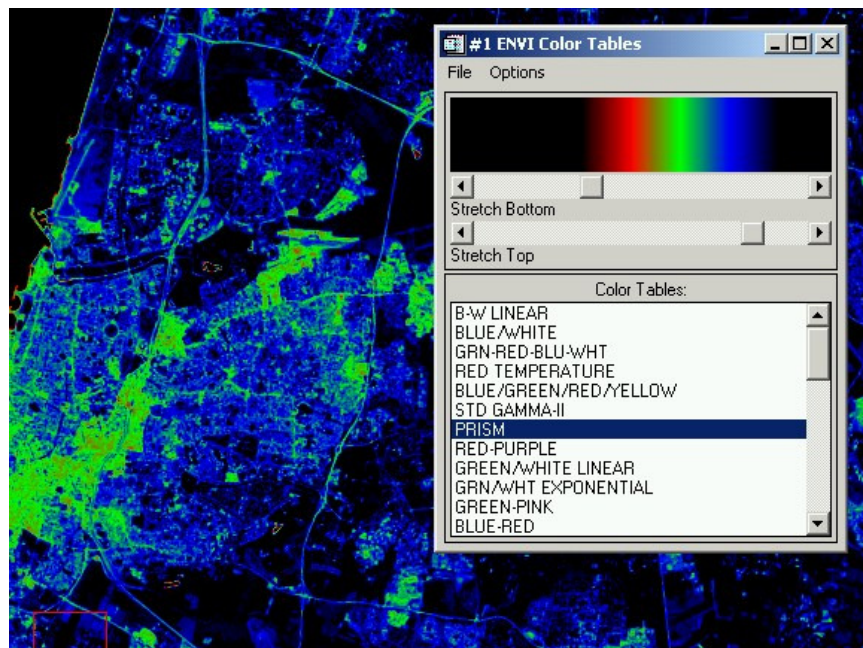 #1 ENVI Color Tables
File Options
Stretch Bottom
Stretch Top
Color Tables:
B-W LINEAR
BLUE/WHITE
GRN-RED-BLU-WHT
RED TEMPERATURE
BLUE/GREEN/RED/YELLOW
STD GAMMA-II
PRISM
RED-PURPLE
GREEN/WHITE LINEAR
GRN/WHT EXPONENTIAL
GREEN-PINK
BLUE-RED